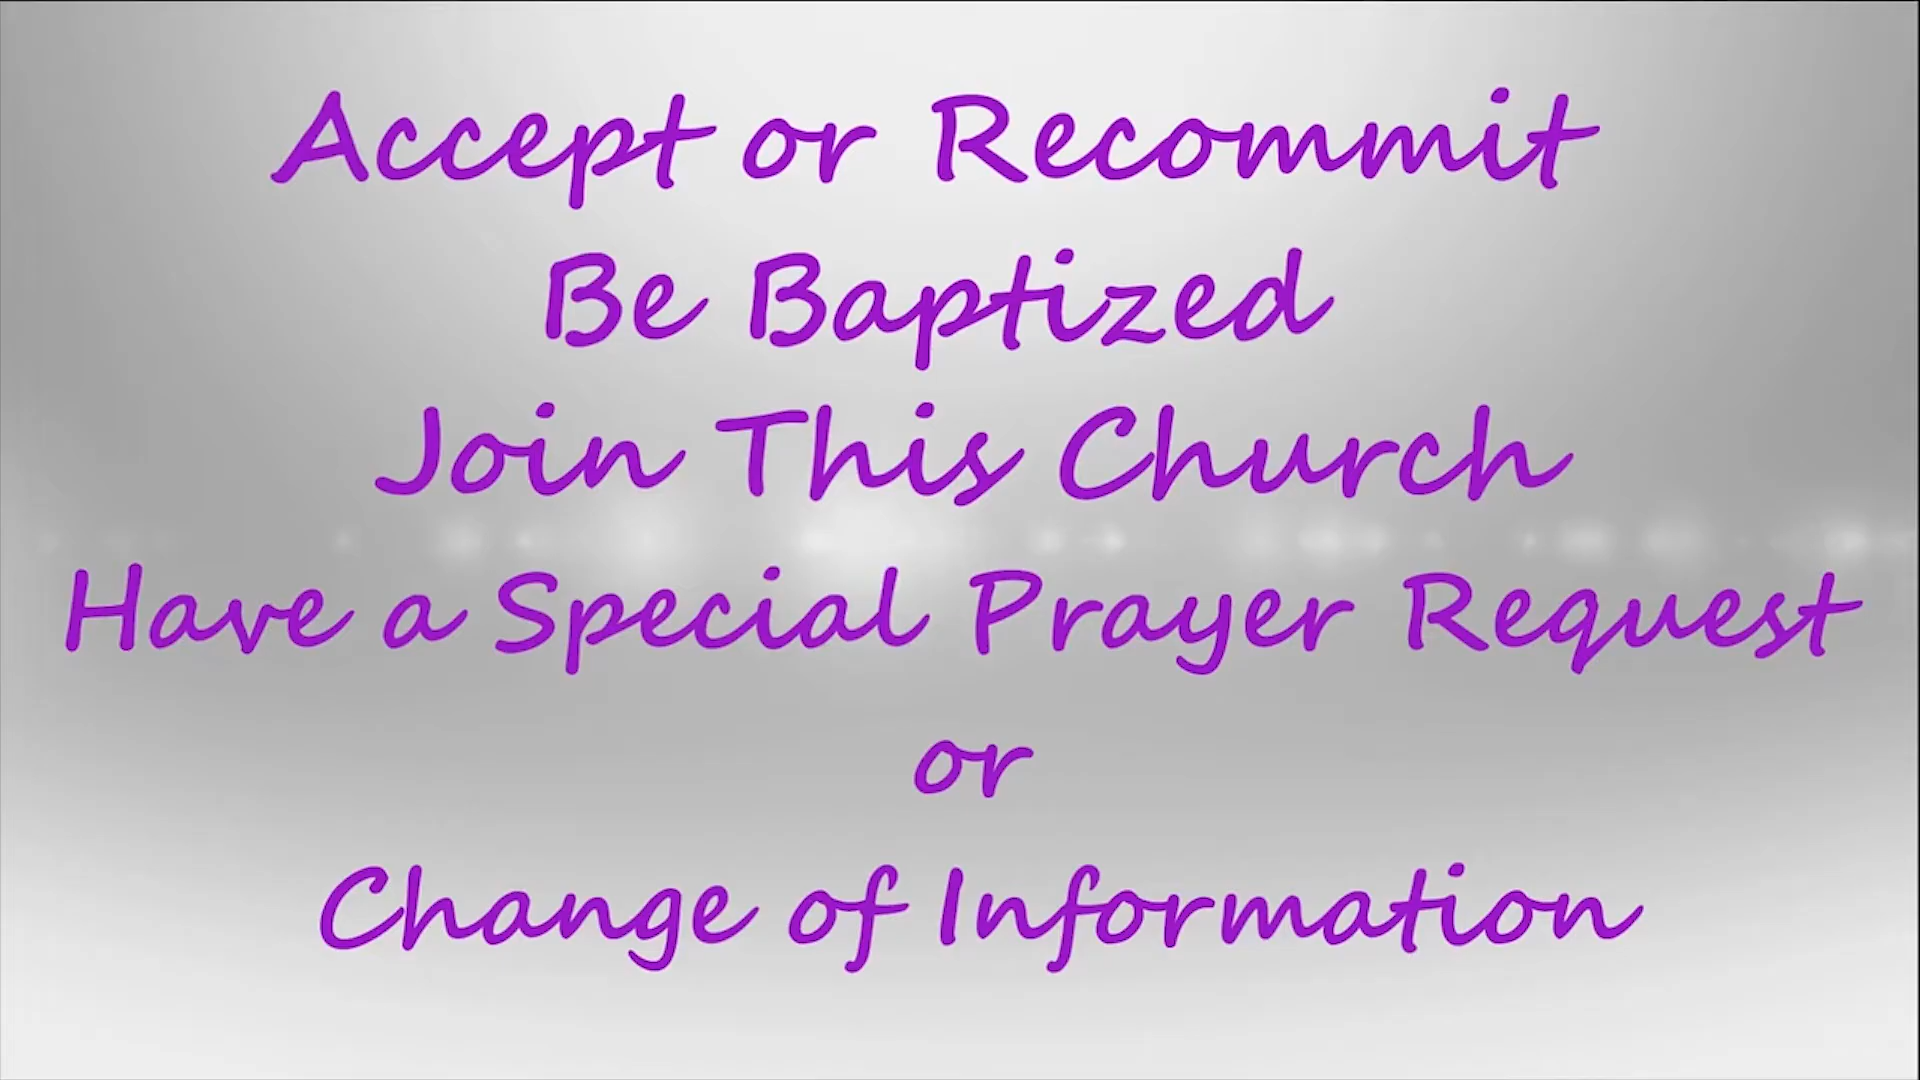 Accept or Recommit
Be Baptized
Join This Church
Have a Special Prayer Request
or
Change of Information